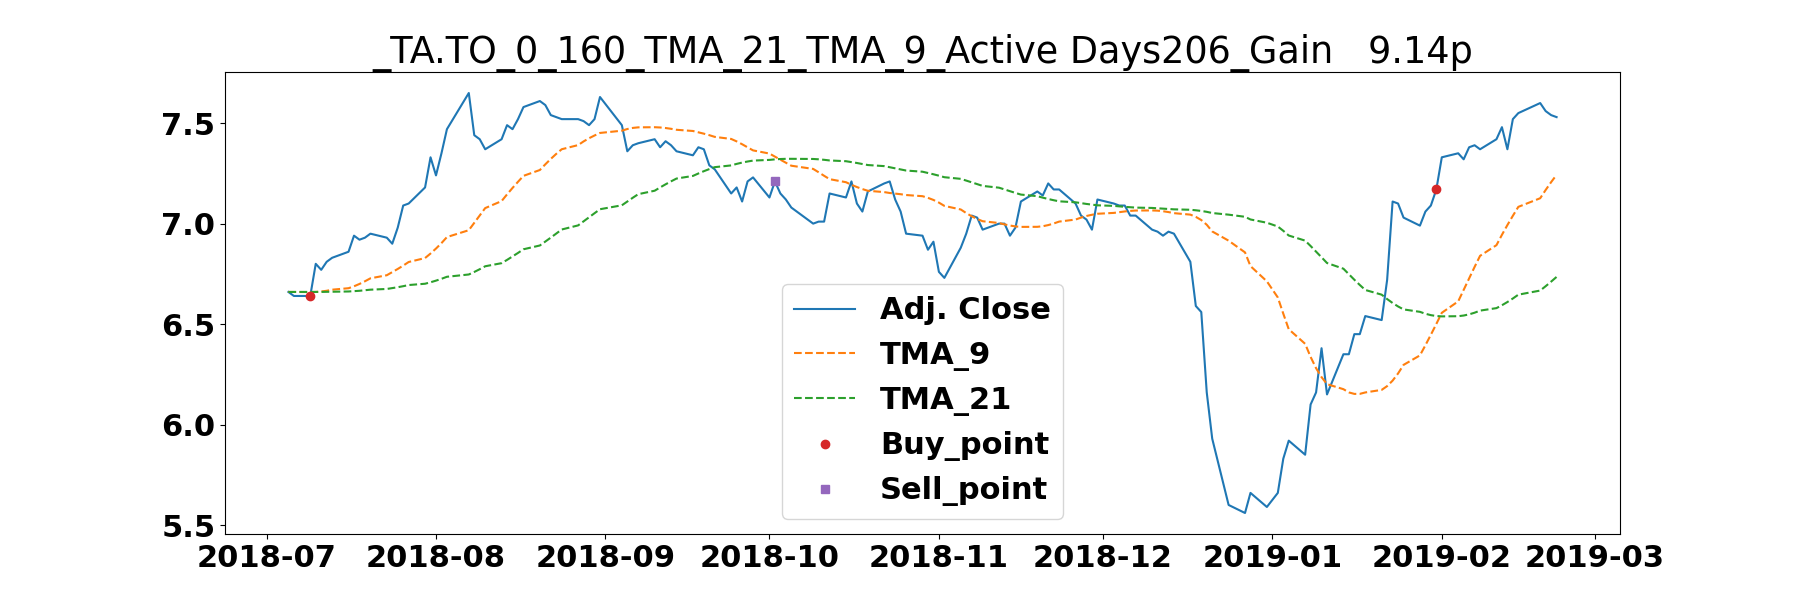 _TA.TO_0_160_TMA_21_TMA_9_Active Days206_Gain   9.14p
7.5
7.0
6.5
6.0
5.5
Adj. Close
TMA_9
TMA_21
Buy_point
Sell_point
2018-07 2018-08 2018-09 2018-10 2018-11 2018-12 2019-01 2019-02 2019-03